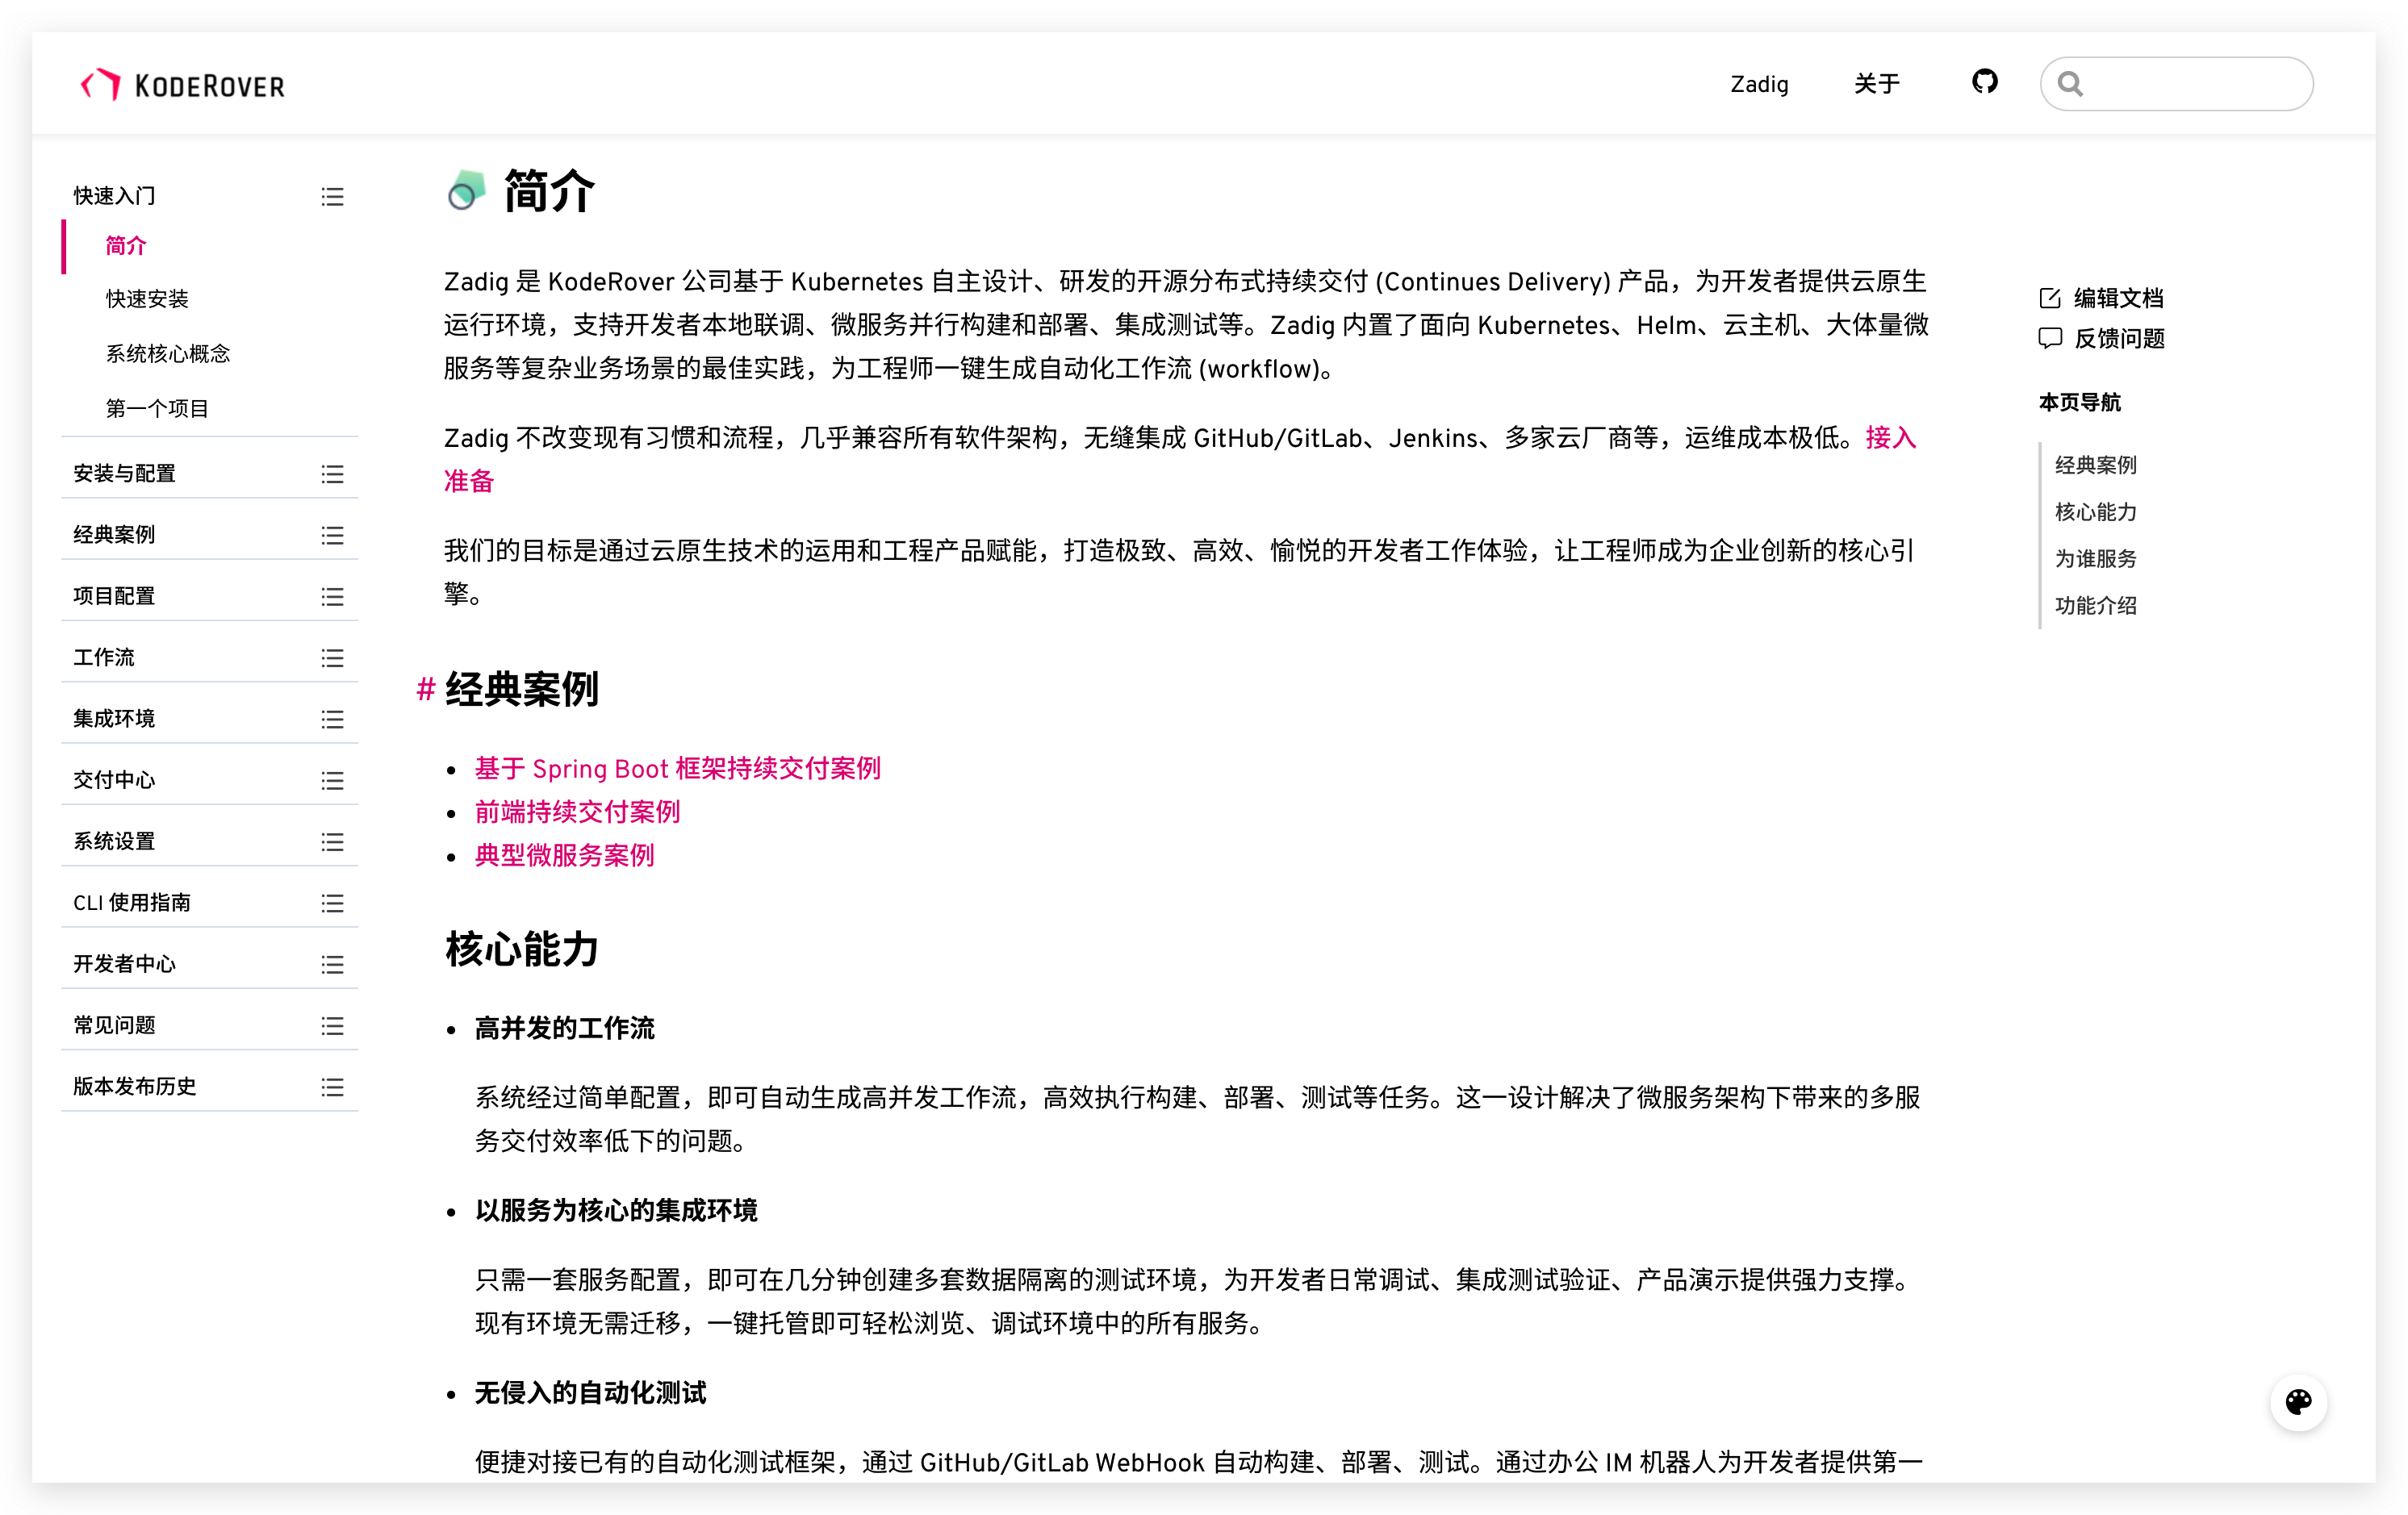 KODEROVER
Zadig
关于
快速入门
简介
快速安装
系统核心概念
第一个项目
安装与配置
经典案例
项目配置
工作流
集成环境
交付中心
系统设置
CLI 使用指南
开发者中心
常见问题
版本发布历史
简介
Zadig 是 KodeRover 公司基于 Kubernetes 自主设计、研发的开源分布式持续交付 (Continues Delivery) 产品，为开发者提供云原生
运行环境，支持开发者本地联调、微服务并行构建和部署、集成测试等。Zadig 内置了面向 Kubernetes、Helm、云主机、大体量微
服务等复杂业务场景的最佳实践，为工程师一键生成自动化工作流 (workflow)。
Zadig 不改变现有习惯和流程，几乎兼容所有软件架构，无缝集成 GitHub/GitLab、Jenkins、多家云厂商等，运维成本极低。接入
准备
我们的目标是通过云原生技术的运用和工程产品赋能，打造极致、高效、愉悦的开发者工作体验，让工程师成为企业创新的核心引
擎。
# 经典案例
• 基于 Spring Boot 框架持续交付案例
• 前端持续交付案例
• 典型微服务案例
核心能力
• 高并发的工作流
系统经过简单配置，即可自动生成高并发工作流，高效执行构建、部署、测试等任务。这一设计解决了微服务架构下带来的多服
务交付效率低下的问题。
• 以服务为核心的集成环境
只需一套服务配置，即可在几分钟创建多套数据隔离的测试环境，为开发者日常调试、集成测试验证、产品演示提供强力支撑。
现有环境无需迁移，一键托管即可轻松浏览、调试环境中的所有服务。
• 无侵入的自动化测试
便捷对接已有的自动化测试框架，通过 GitHub/GitLab WebHook 自动构建、部署、测试。通过办公 IM 机器人为开发者提供第一
编辑文档
反馈问题
本页导航
经典案例
核心能力
为谁服务
功能介绍